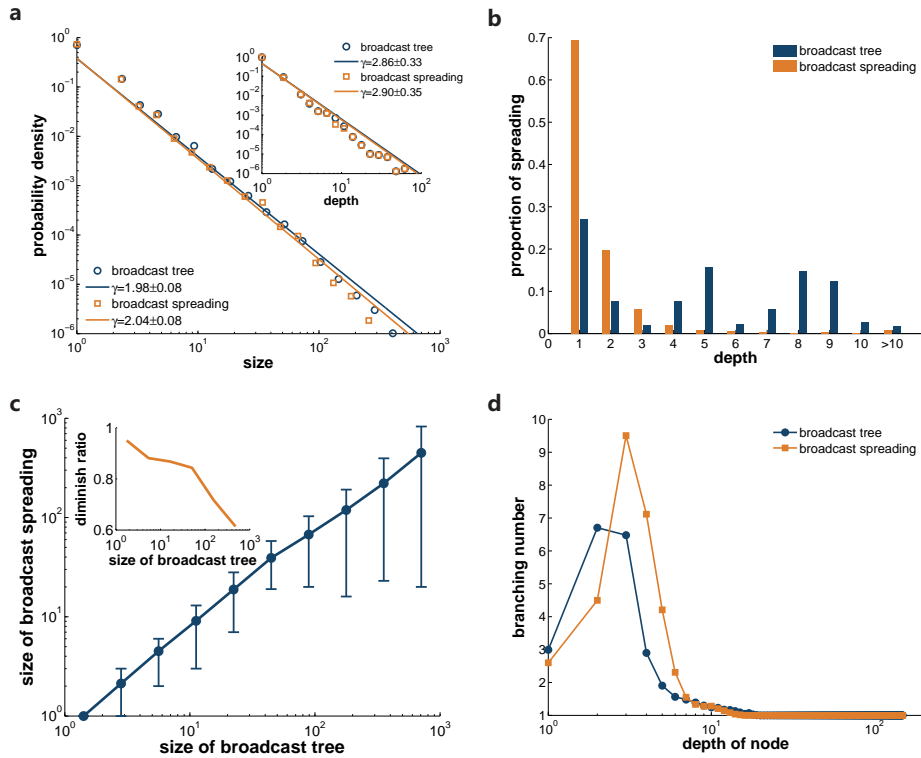 a
probability density
10^0
10^-1
10^-2
10^-3
10^-4
10^-5
10^-6
10^0
10^1
10^2
10^3
size
broadcast tree
γ=1.98±0.08
broadcast spreading
γ=2.04±0.08
10^0
10^-1
10^-2
10^-3
10^-4
10^-5
10^-6
10^0
10^1
10^2
depth
broadcast tree
γ=2.86±0.33
broadcast spreading
γ=2.90±0.35
b
proportion of spreading
0.7
0.6
0.5
0.4
0.3
0.2
0.1
0
0 1 2 3 4 5 6 7 8 9 10 >10
depth
broadcast tree
broadcast spreading
c
size of broadcast spreading
10^3
10^2
10^1
10^0
10^0
10^1
10^2
10^3
size of broadcast tree
diminish ratio
1
0.8
0.6
10^0
10^1
10^2
10^3
size of broadcast tree
d
branching number
10
9
8
7
6
5
4
3
2
1
10^0
10^1
10^2
depth of node
broadcast tree
broadcast spreading